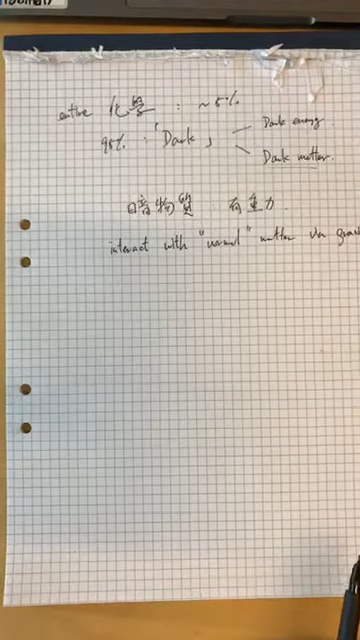 entire 化學 : ~5%
95% : 「Dark」
Dark energy
Dark matter.
暗物質 有重力.
interact with "normal" matter via